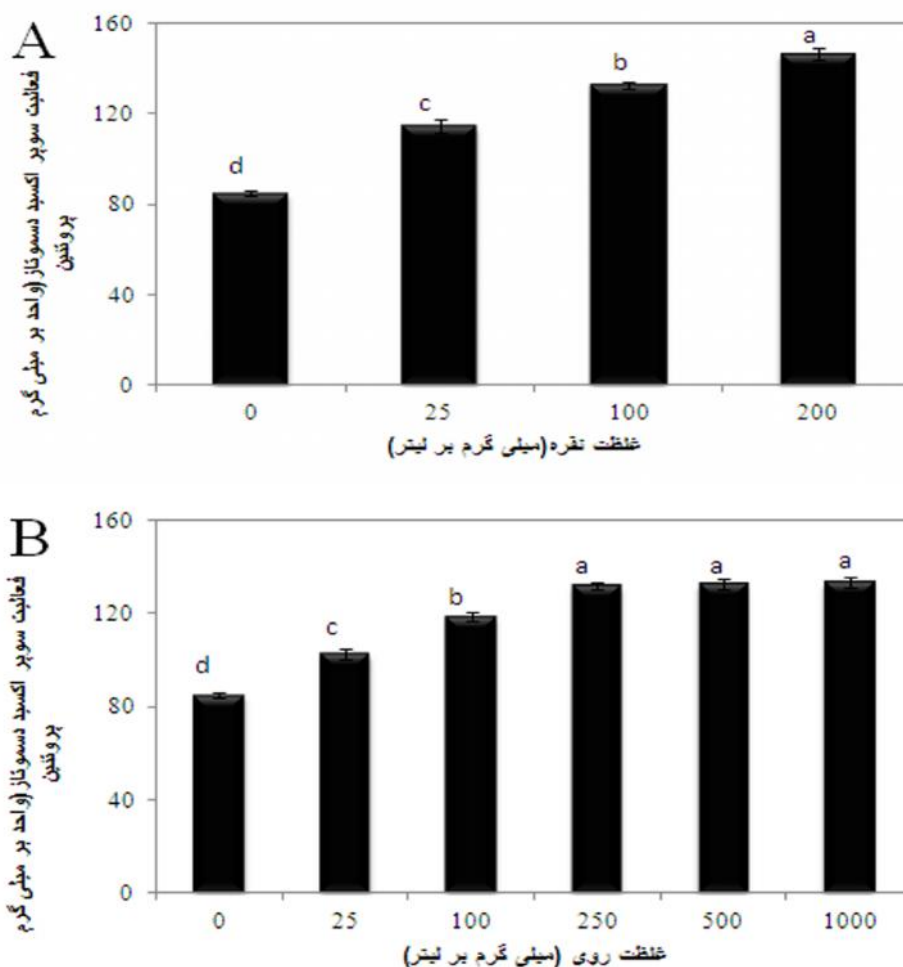 A
فعالیت سوپر اکسید دسموتاز(واحد بر میلی گرم
پروتئین
160
120
80
40
0
d
c
b
a
0 25 100 200
غلظت نقره(میلی گرم بر لیتر)
B
فعالیت سوپر اکسید دسموتاز(واحد بر میلی گرم
پروتئین
160
120
80
40
0
d
c
b
a
a
a
0 25 100 250 500 1000
غلظت روی (میلی گرم بر لیتر)